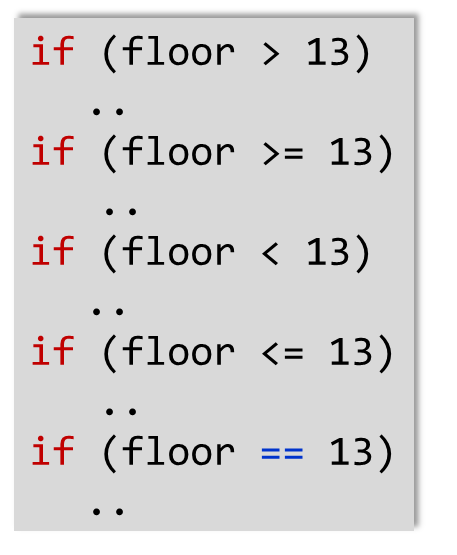 if (floor > 13)
..
if (floor >= 13)
..
if (floor < 13)
..
if (floor <= 13)
..
if (floor == 13)
..